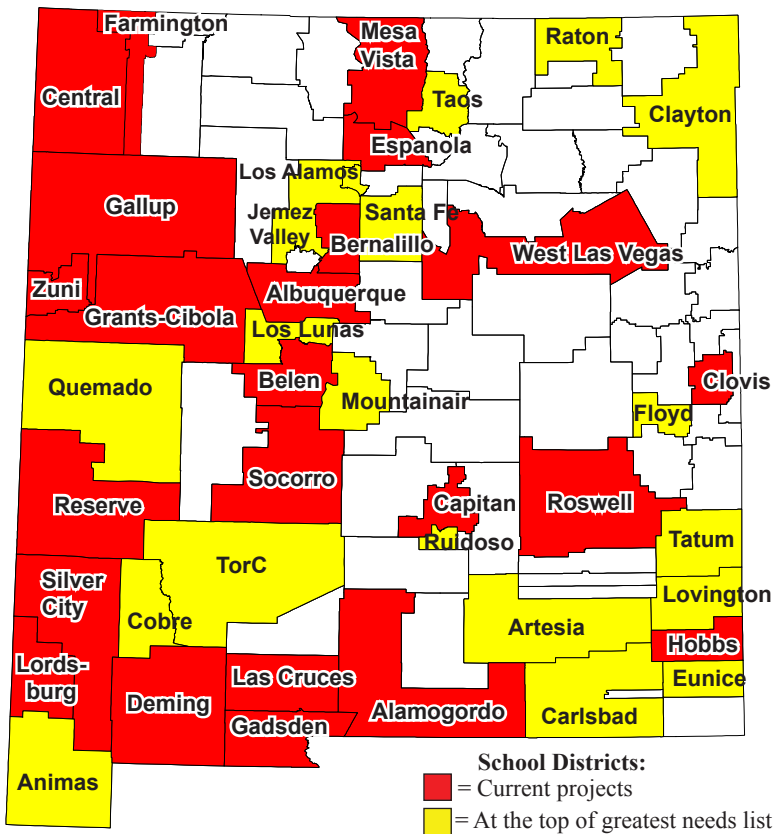 Farmington
Mesa
Vista
Raton
Central
Taos
Clayton
Espanola
Los Alamos
Gallup
Jemez
Valley
Santa Fe
Bernalillo
West Las Vegas
Zuni
Albuquerque
Grants-Cibola
Los Lunas
Quemado
Belen
Clovis
Mountainair
Floyd
Socorro
Reserve
Capitan
Roswell
Ruidoso
Tatum
TorC
Silver
City
Lovington
Cobre
Artesia
Hobbs
Lords-
burg
Las Cruces
Eunice
Deming
Alamogordo
Carlsbad
Gadsden
Animas
School Districts:
= Current projects
= At the top of greatest needs list